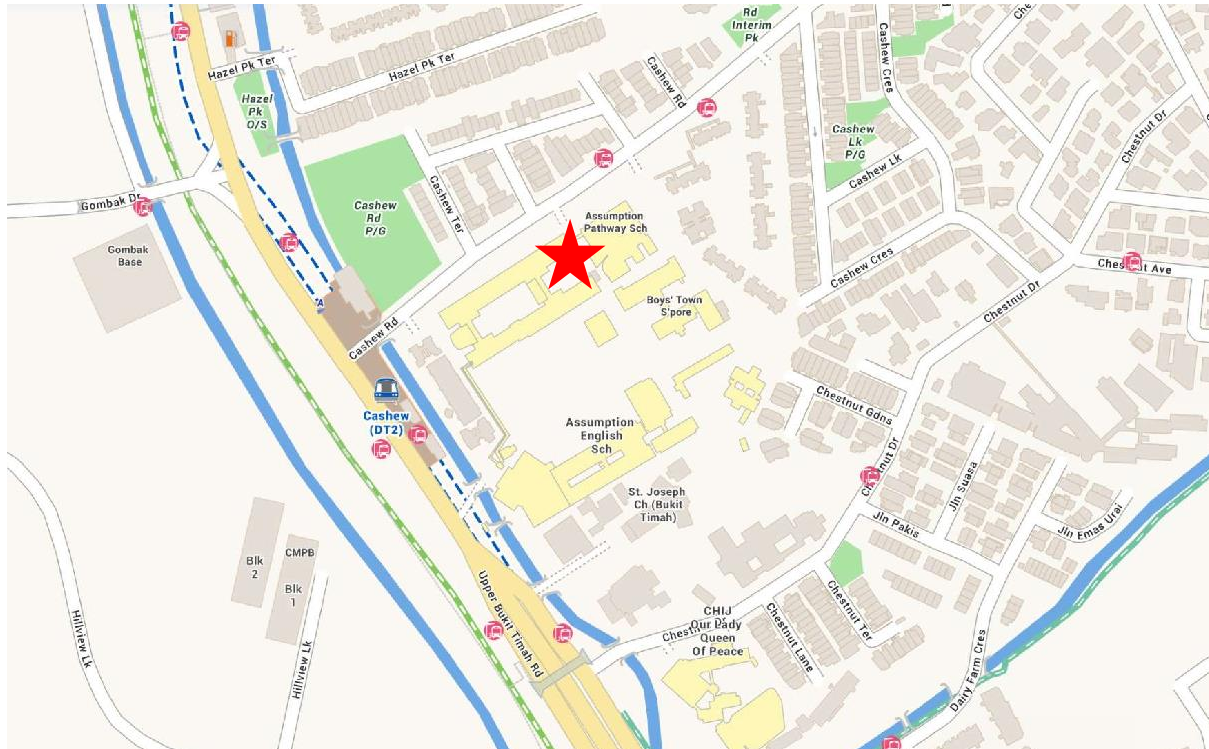 Rd
Interim
Pk
Che
Hazel Pk Ter
Hazel Pk Ter
Cashew Rd
Cashew Cres
Hazel
Pk
O/S
Cashew
Lk
P/G
Chestnut Dr
Cashew Lk
Gombak Dr
Cashew Ter
Cashew
Rd
P/G
Assumption
Pathway Sch
Gombak
Base
Cashew Cres
Chestnut Ave
Chestnut Dr
A
Boys' Town
S'pore
Cashew Rd
Cashew
(DT2)
Chestnut Gdns
Assumption
English
Sch
Chestnut Dr
St. Joseph
Ch (Bukit
Timah)
Jln Suasa
Jln Pakis
Jln Emas Urai
CMPB
Blk
2
Blk
1
Upper Bukit Timah Rd
Chestnut Ter
CHIJ
Our Lady
Queen
Of Peace
Chestnut Lane
Hillview Lk
Hillview Lk
Dairy Farm Cres